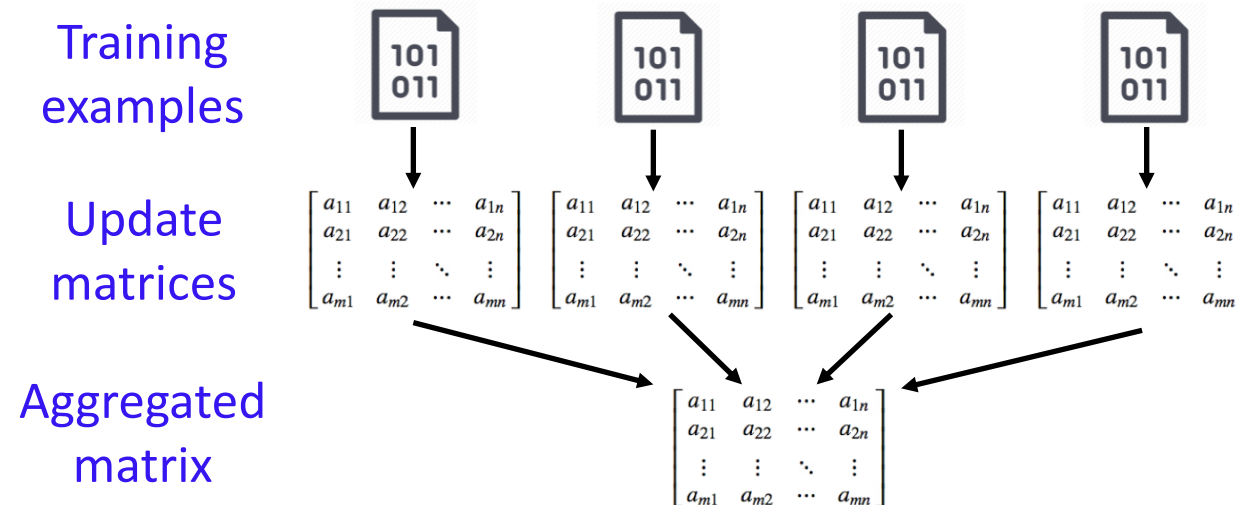 Training
examples
101 101 101 101
011 011 011 011
Update
matrices
a11 a12 ⋯ a1n a11 a12 ⋯ a1n a11 a12 ⋯ a1n a11 a12 ⋯ a1n
a21 a22 ⋯ a2n a21 a22 ⋯ a2n a21 a22 ⋯ a2n a21 a22 ⋯ a2n
⋮ ⋮ ⋱ ⋮ ⋮ ⋮ ⋱ ⋮ ⋮ ⋮ ⋱ ⋮ ⋮ ⋮ ⋱ ⋮
am1 am2 ⋯ amn am1 am2 ⋯ amn am1 am2 ⋯ amn am1 am2 ⋯ amn
Aggregated
matrix
a11 a12 ⋯ a1n
a21 a22 ⋯ a2n
⋮ ⋮ ⋱ ⋮
am1 am2 ⋯ amn